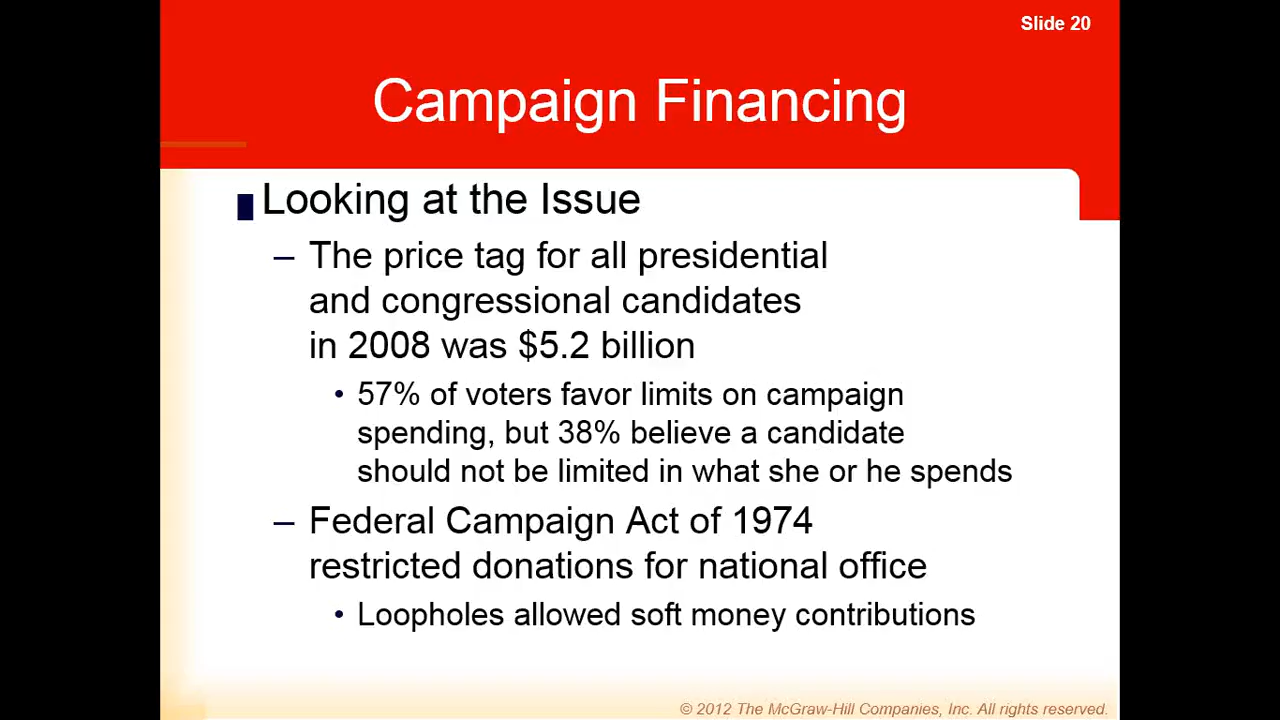 Slide 20
Campaign Financing
Looking at the Issue
– The price tag for all presidential
and congressional candidates
in 2008 was $5.2 billion
• 57% of voters favor limits on campaign
spending, but 38% believe a candidate
should not be limited in what she or he spends
– Federal Campaign Act of 1974
restricted donations for national office
• Loopholes allowed soft money contributions
© 2012 The McGraw-Hill Companies, Inc. All rights reserved.